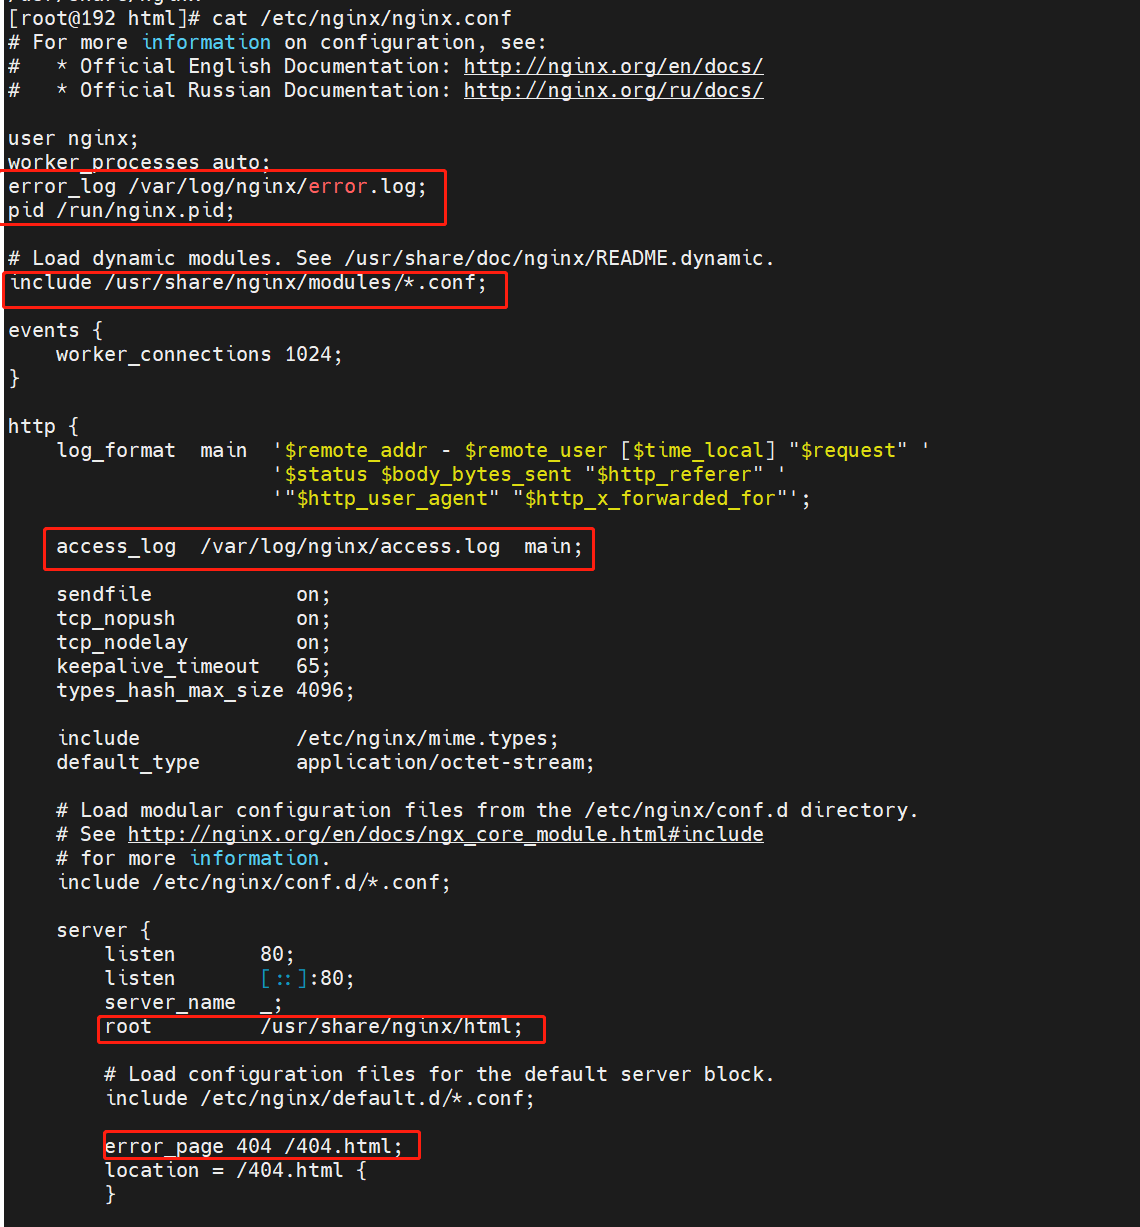 [root@192 html]# cat /etc/nginx/nginx.conf
# For more information on configuration, see:
#   * Official English Documentation: http://nginx.org/en/docs/
#   * Official Russian Documentation: http://nginx.org/ru/docs/
user nginx;
worker_processes auto;
error_log /var/log/nginx/error.log;
pid /run/nginx.pid;
# Load dynamic modules. See /usr/share/doc/nginx/README.dynamic.
include /usr/share/nginx/modules/*.conf;
events {
    worker_connections 1024;
}
http {
    log_format  main  '$remote_addr - $remote_user [$time_local] "$request" '
                      '$status $body_bytes_sent "$http_referer" '
                      '"$http_user_agent" "$http_x_forwarded_for"';
    access_log  /var/log/nginx/access.log  main;
    sendfile            on;
    tcp_nopush          on;
    tcp_nodelay         on;
    keepalive_timeout   65;
    types_hash_max_size 4096;
    include             /etc/nginx/mime.types;
    default_type        application/octet-stream;
    # Load modular configuration files from the /etc/nginx/conf.d directory.
    # See http://nginx.org/en/docs/ngx_core_module.html#include
    # for more information.
    include /etc/nginx/conf.d/*.conf;
    server {
        listen       80;
        listen       [::]:80;
        server_name  _;
        root         /usr/share/nginx/html;
        # Load configuration files for the default server block.
        include /etc/nginx/default.d/*.conf;
        error_page 404 /404.html;
        location = /404.html {
        }